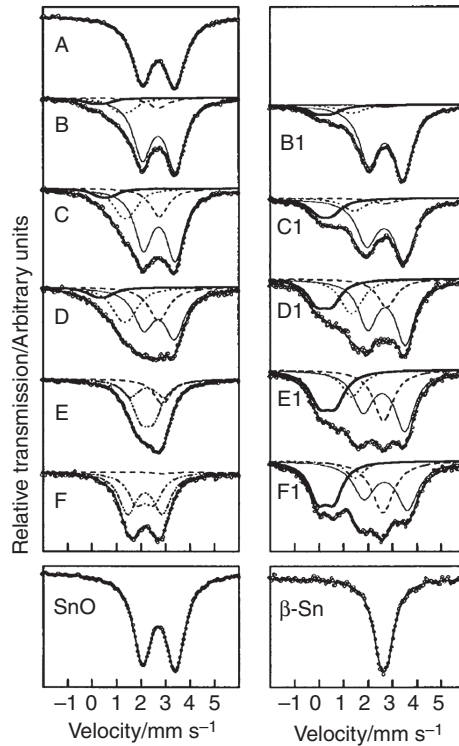 Relative transmission/Arbitrary units
A
B
C
D
E
F
SnO
B1
C1
D1
E1
F1
β-Sn
−1 0 1 2 3 4 5
Velocity/mm s⁻¹
−1 0 1 2 3 4 5
Velocity/mm s⁻¹